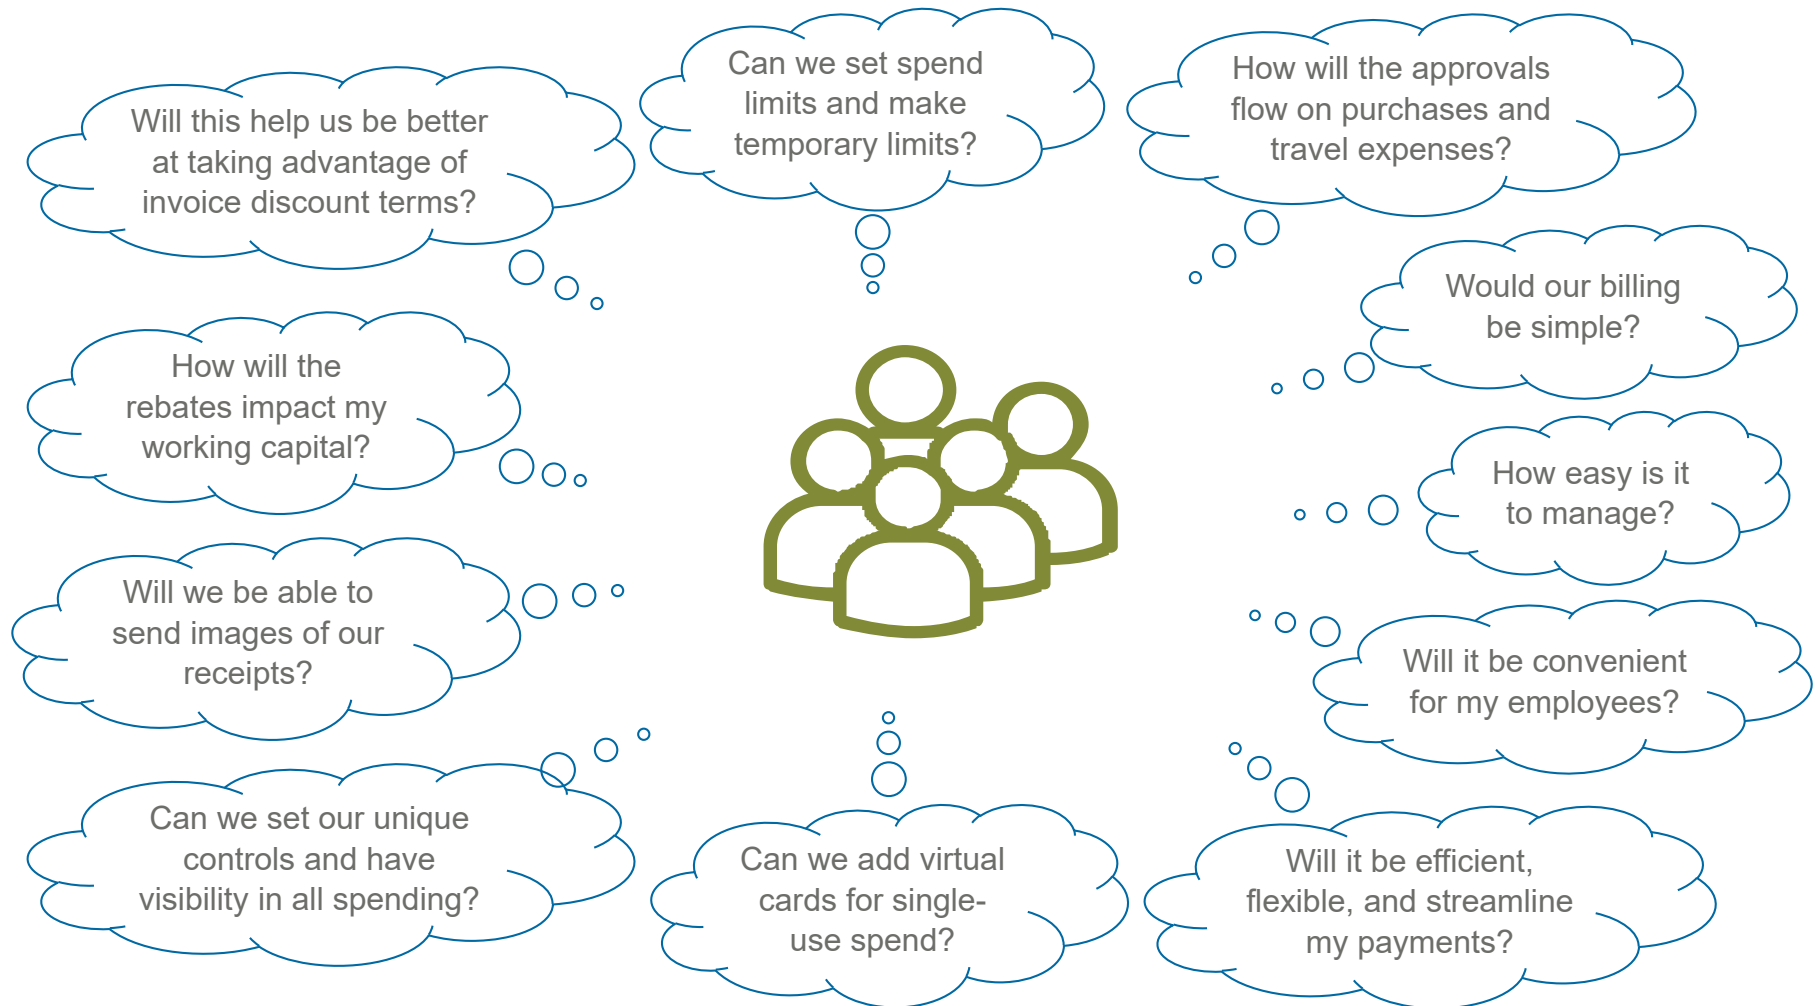 Will this help us be better
at taking advantage of
invoice discount terms?
Can we set spend
limits and make
temporary limits?
How will the approvals
flow on purchases and
travel expenses?
Would our billing
be simple?
How will the
rebates impact my
working capital?
How easy is it
to manage?
Will we be able to
send images of our
receipts?
Will it be convenient
for my employees?
Can we set our unique
controls and have
visibility in all spending?
Can we add virtual
cards for single-
use spend?
Will it be efficient,
flexible, and streamline
my payments?